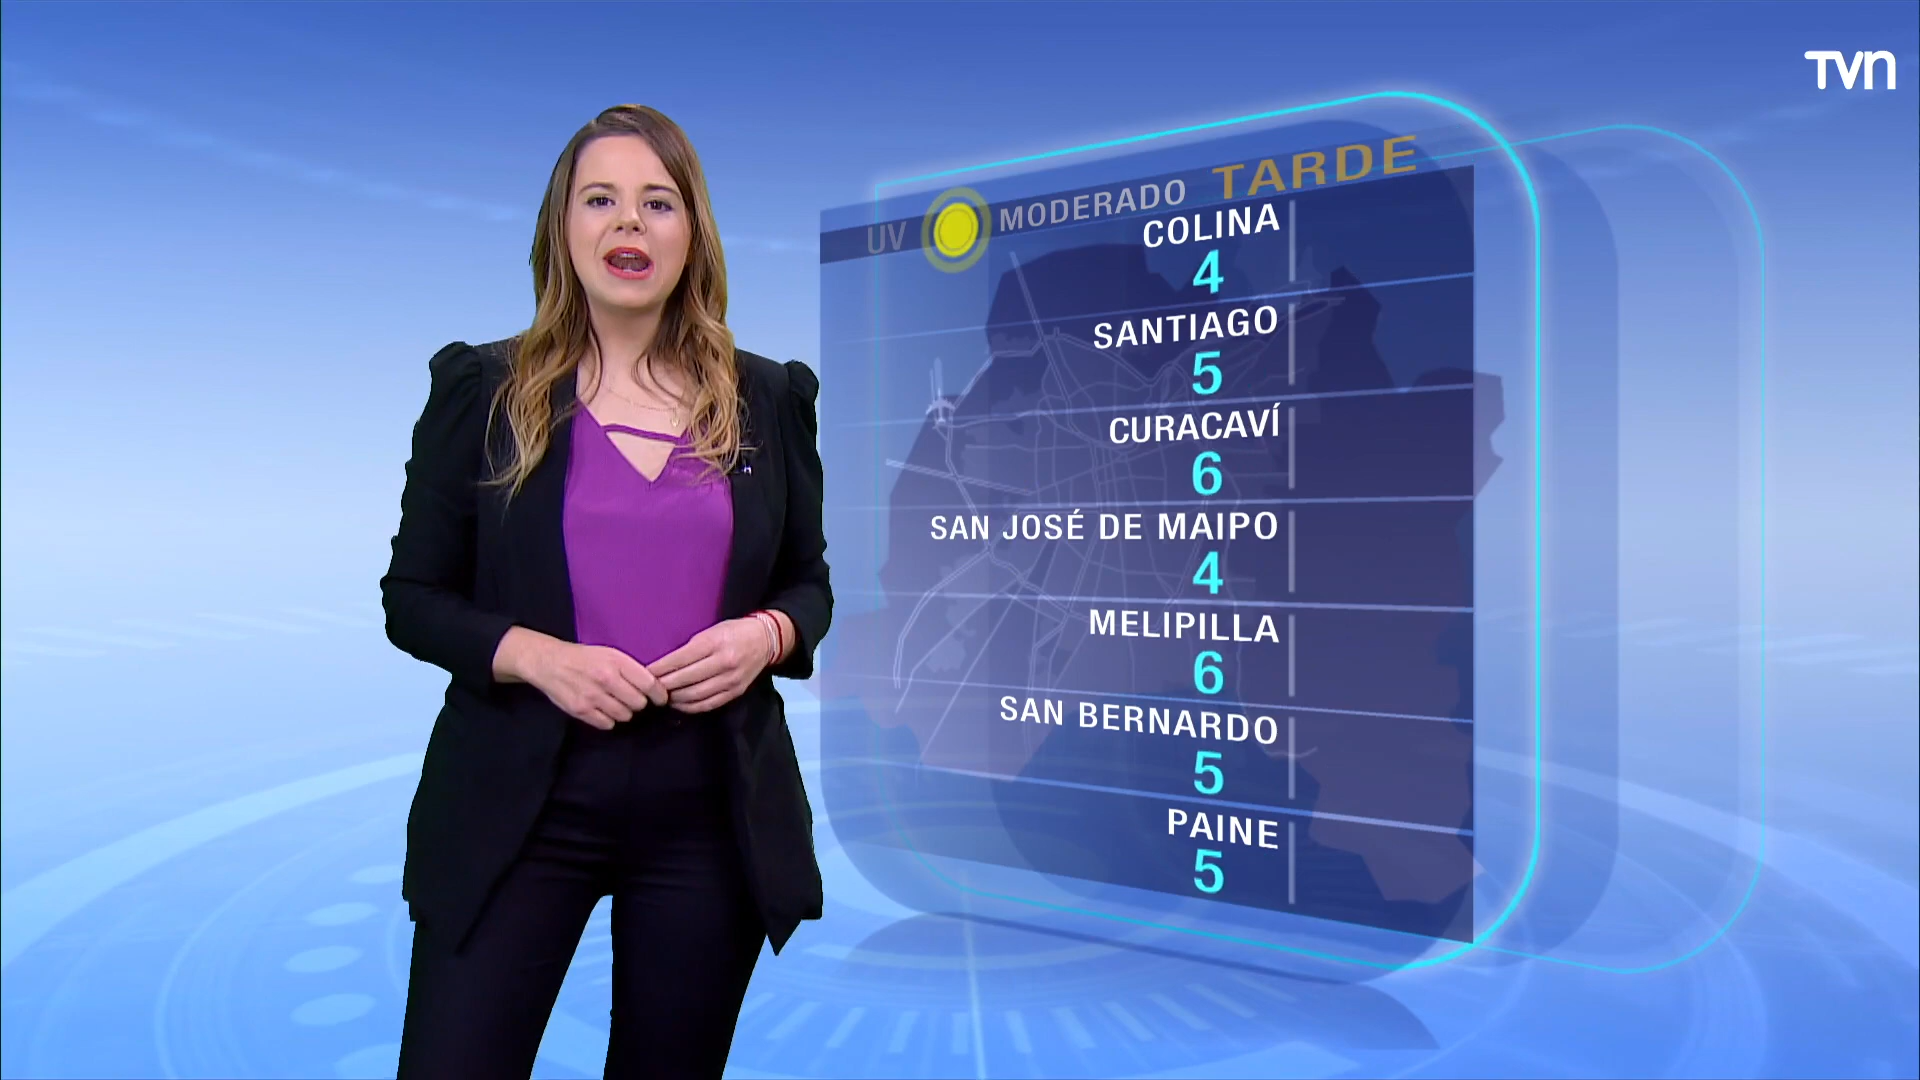 TVN
TARDE
UV MODERADO
COLINA
4
SANTIAGO
5
CURACAVÍ
6
SAN JOSÉ DE MAIPO
4
MELIPILLA
6
SAN BERNARDO
5
PAINE
5